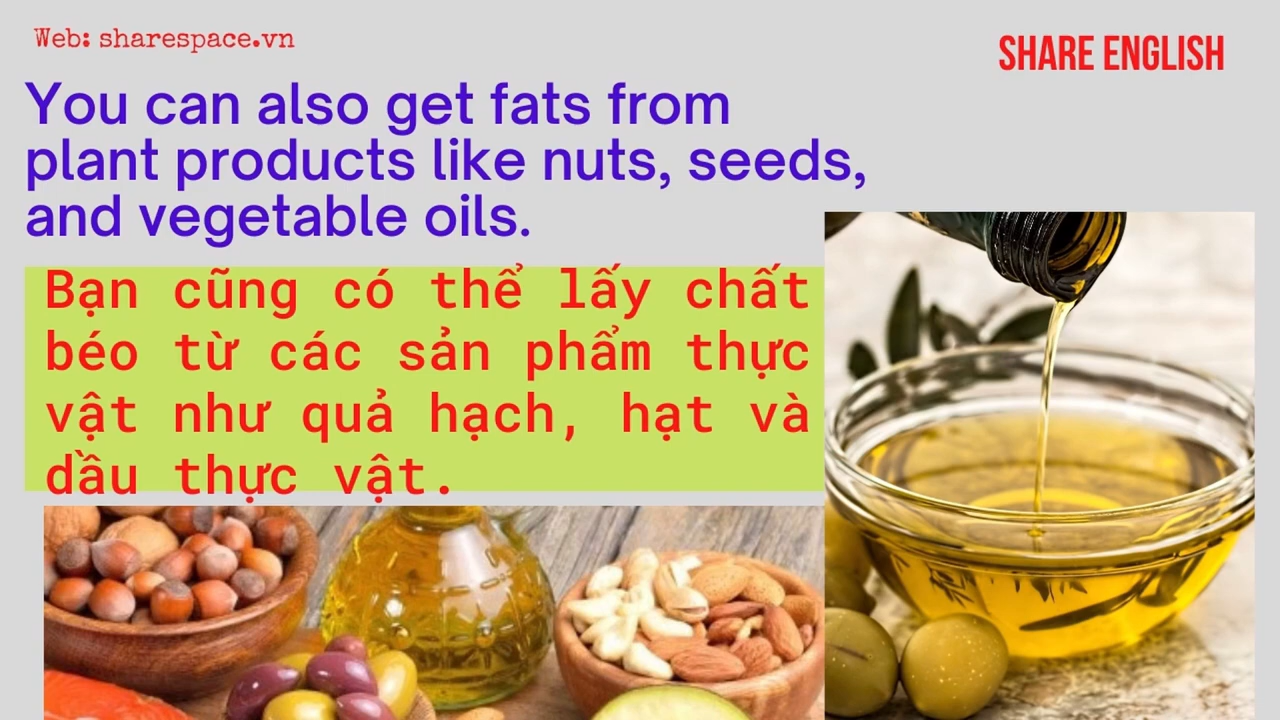 Web: sharespace.vn
SHARE ENGLISH
You can also get fats from
plant products like nuts, seeds,
and vegetable oils.
Bạn cũng có thể lấy chất
béo từ các sản phẩm thực
vật như quả hạch, hạt và
dầu thực vật.